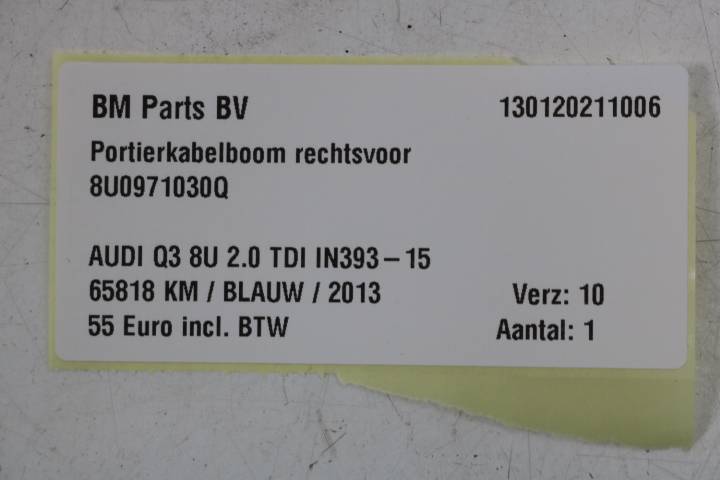 BM Parts BV 130120211006
Portierkabelboom rechtsvoor
8U0971030Q
AUDI Q3 8U 2.0 TDI IN393-15
65818 KM / BLAUW / 2013 Verz: 10
55 Euro incl. BTW Aantal: 1